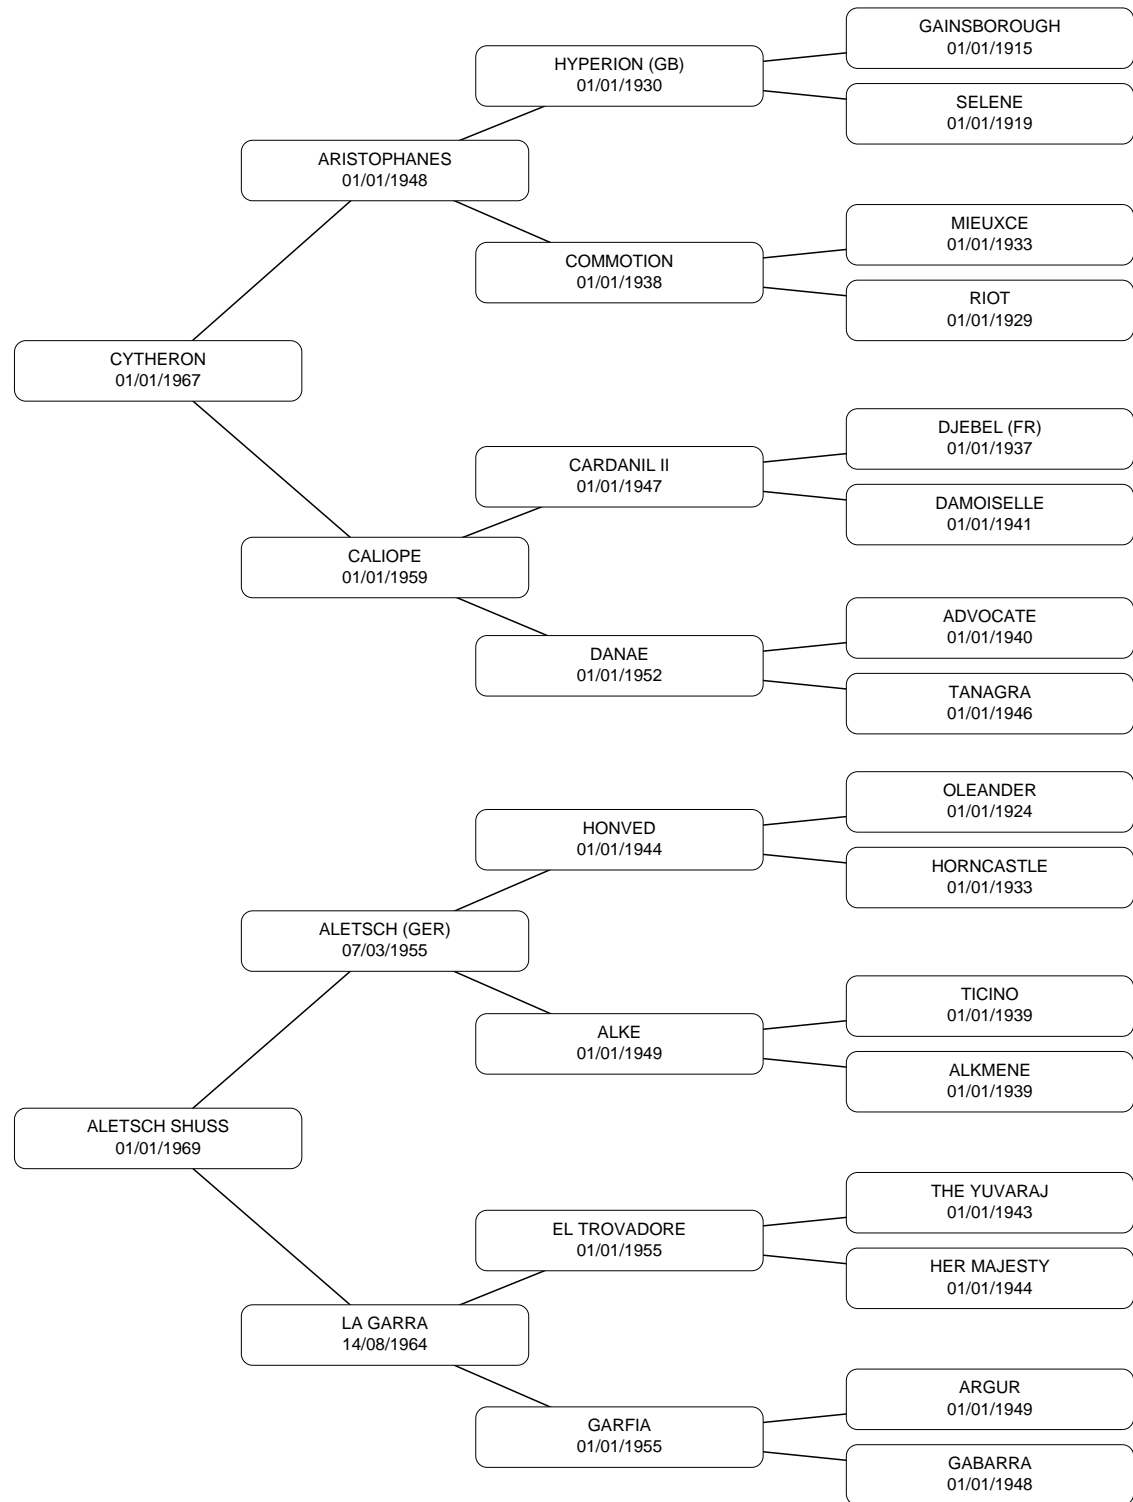 GAINSBOROUGH
01/01/1915
HYPERION (GB)
01/01/1930
SELENE
01/01/1919
ARISTOPHANES
01/01/1948
MIEUXCE
01/01/1933
COMMOTION
01/01/1938
RIOT
01/01/1929
CYTHERON
01/01/1967
DJEBEL (FR)
01/01/1937
CARDANIL II
01/01/1947
DAMOISELLE
01/01/1941
CALIOPE
01/01/1959
ADVOCATE
01/01/1940
DANAE
01/01/1952
TANAGRA
01/01/1946
OLEANDER
01/01/1924
HONVED
01/01/1944
HORNCASTLE
01/01/1933
ALETSCH (GER)
07/03/1955
TICINO
01/01/1939
ALKE
01/01/1949
ALKMENE
01/01/1939
ALETSCH SHUSS
01/01/1969
THE YUVARAJ
01/01/1943
EL TROVADORE
01/01/1955
HER MAJESTY
01/01/1944
LA GARRA
14/08/1964
ARGUR
01/01/1949
GARFIA
01/01/1955
GABARRA
01/01/1948